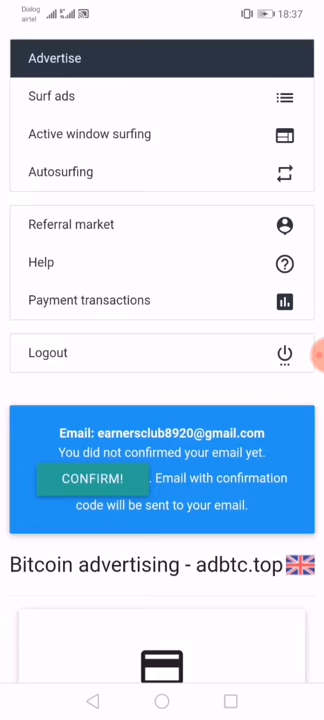 Dialog
airtel
18:37
Advertise
Surf ads
Active window surfing
Autosurfing
Referral market
Help
Payment transactions
Logout
Email: earnersclub8920@gmail.com
You did not confirmed your email yet.
CONFIRM! . Email with confirmation
code will be sent to your email.
Bitcoin advertising - adbtc.top